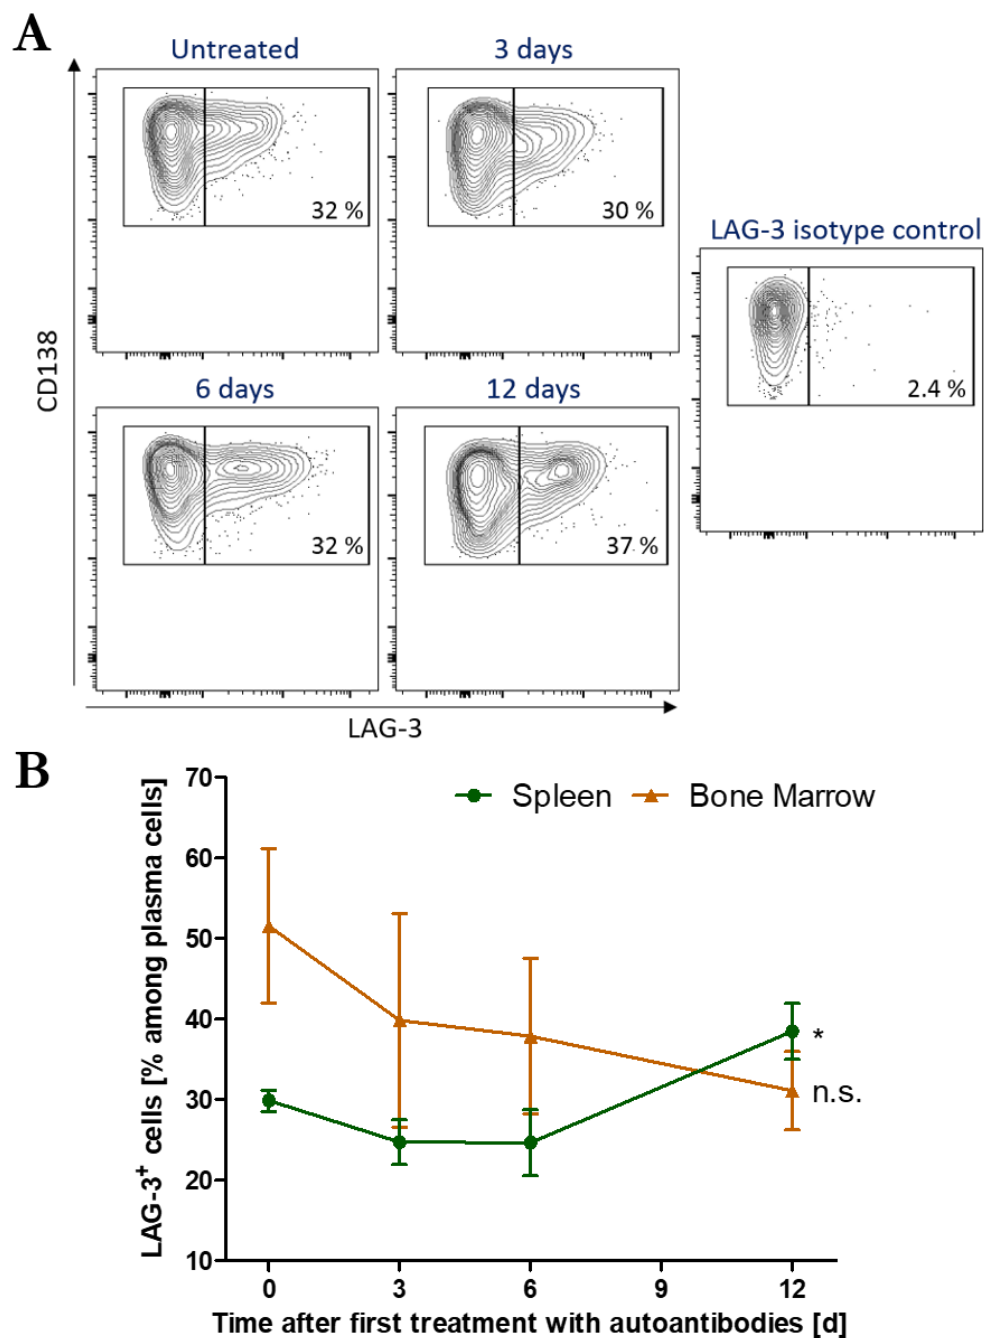 A
Untreated
3 days
32 %
30 %
LAG-3 isotype control
2.4 %
CD138
6 days
12 days
32 %
37 %
LAG-3
B
Spleen
Bone Marrow
LAG-3⁺ cells [% among plasma cells]
70
60
50
40
30
20
10
*
n.s.
0 3 6 9 12
Time after first treatment with autoantibodies [d]